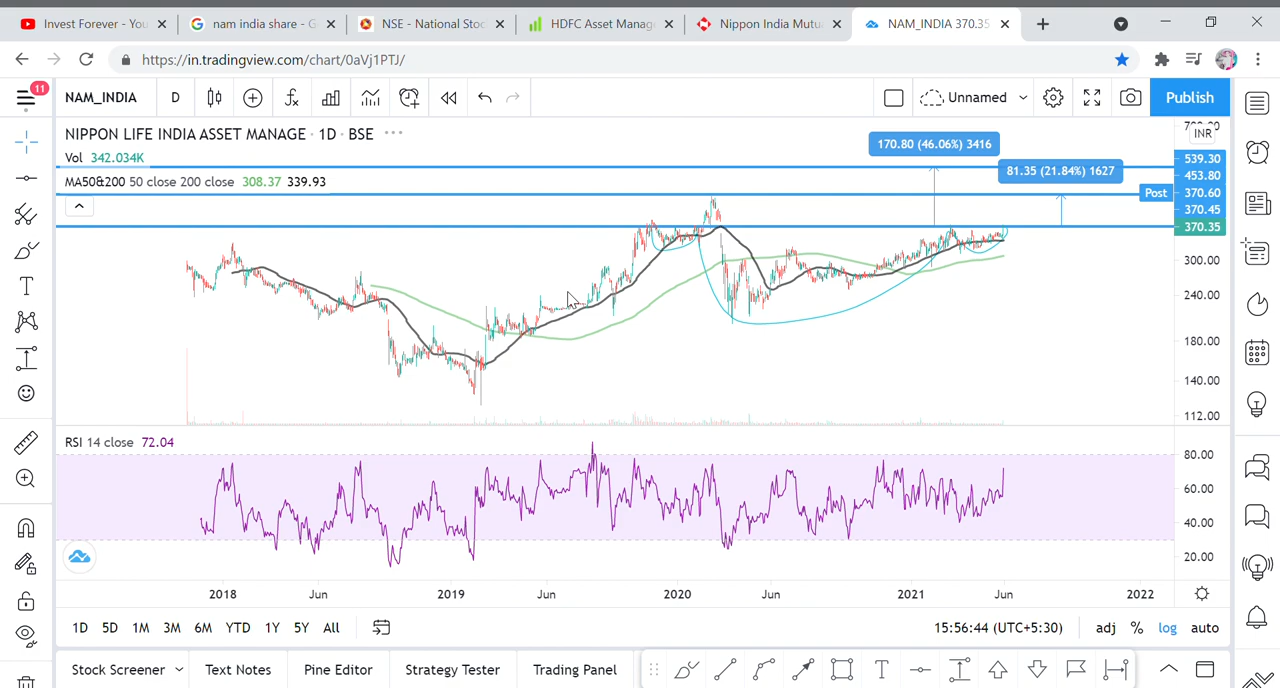 Invest Forever - You
nam india share - G
NSE - National Stoc
HDFC Asset Manag
Nippon India Mutu
NAM_INDIA 370.35
https://in.tradingview.com/chart/0aVj1PTJ/
11
NAM_INDIA
D
Unnamed
Publish
NIPPON LIFE INDIA ASSET MANAGE · 1D · BSE
Vol 342.034K
MA50&200 50 close 200 close 308.37 339.93
170.80 (46.06%) 3416
81.35 (21.84%) 1627
700.00
INR
539.30
453.80
Post 370.60
370.45
370.35
300.00
240.00
180.00
140.00
112.00
RSI 14 close 72.04
80.00
60.00
40.00
20.00
2018 Jun 2019 Jun 2020 Jun 2021 Jun 2022
1D 5D 1M 3M 6M YTD 1Y 5Y All
15:56:44 (UTC+5:30) adj % log auto
Stock Screener Text Notes Pine Editor Strategy Tester Trading Panel